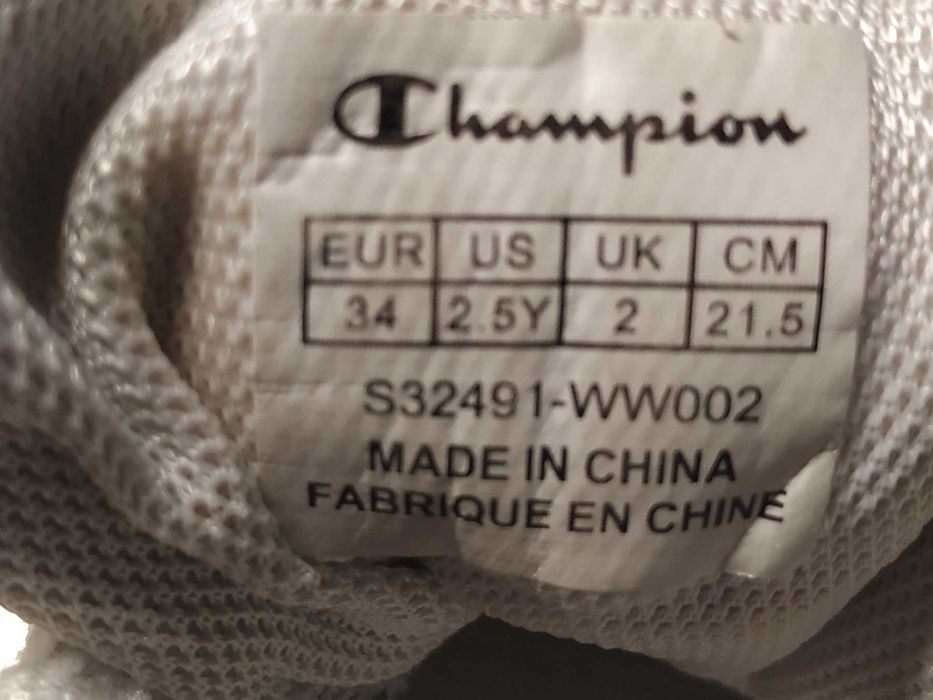 Champion
EUR US UK CM
34 2.5Y 2 21.5
S32491-WW002
MADE IN CHINA
FABRIQUE EN CHINE